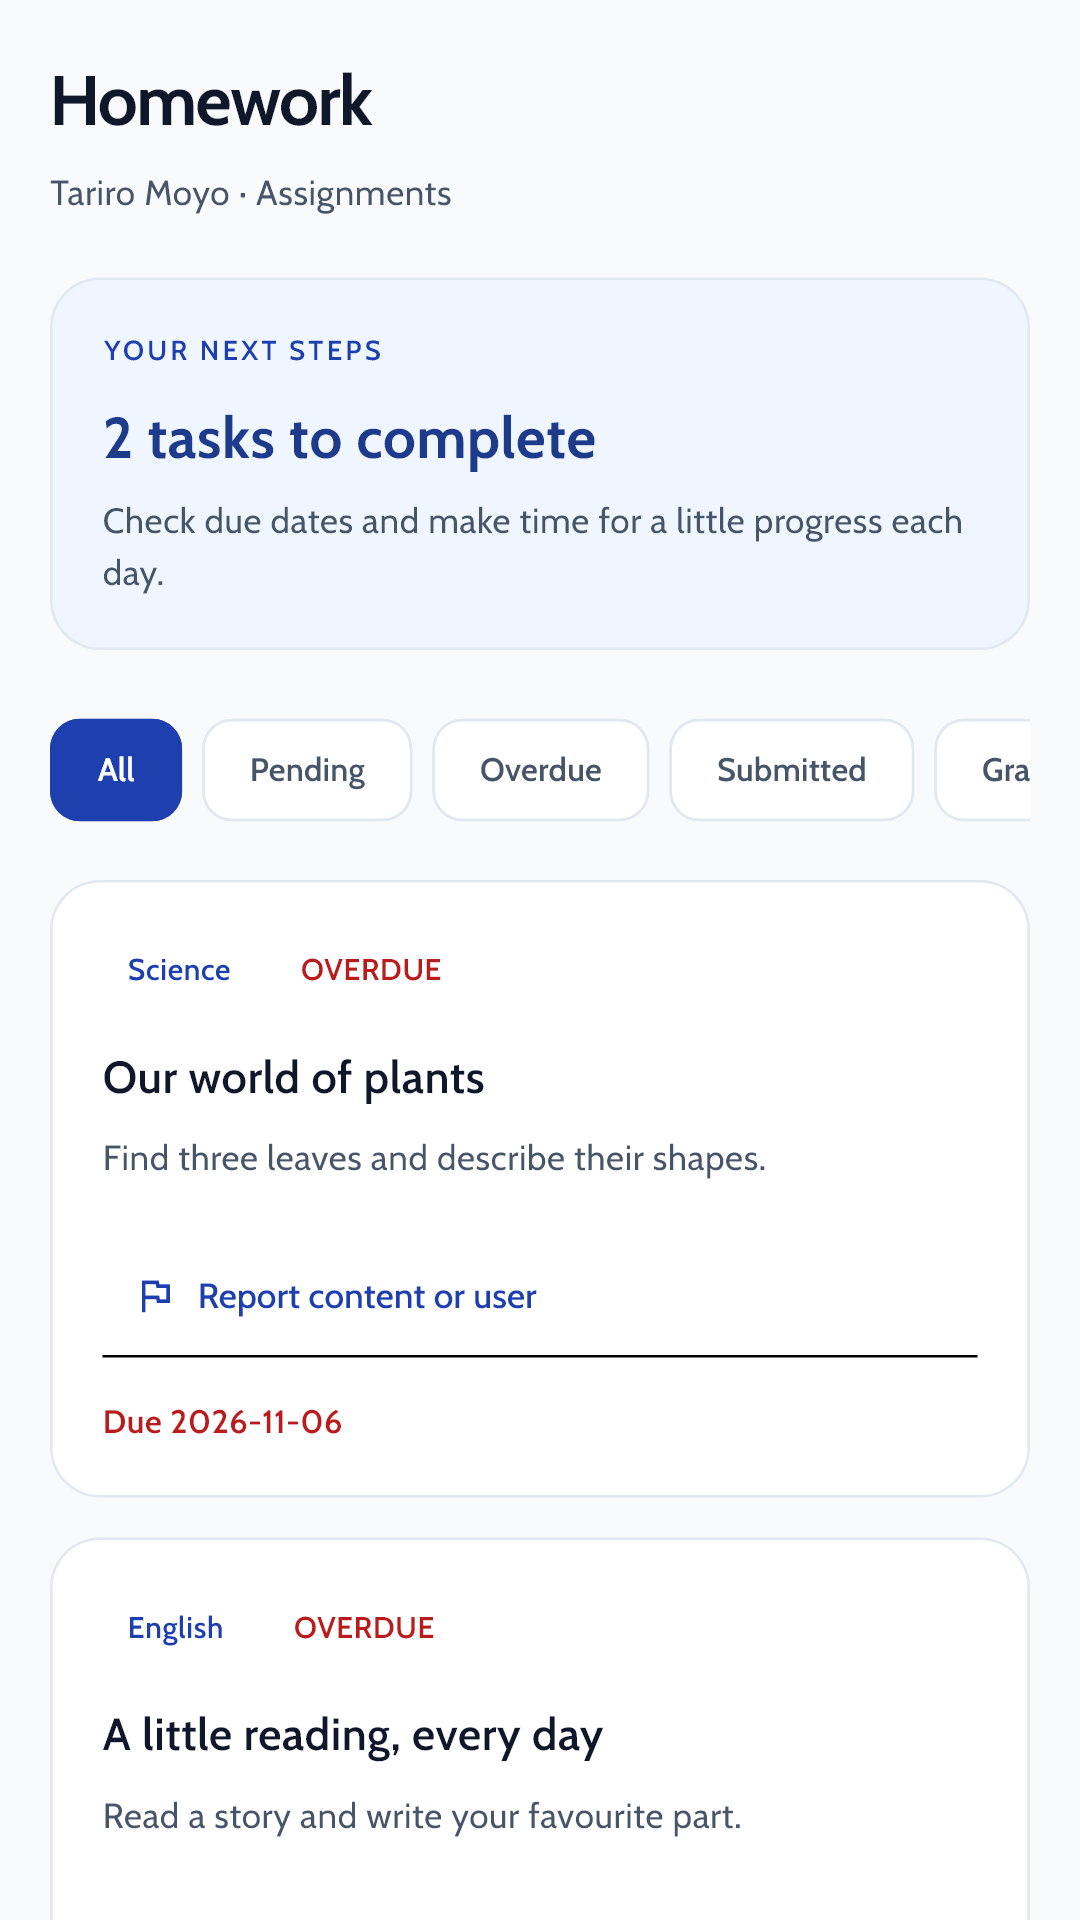 Homework
Tariro Moyo · Assignments
YOUR NEXT STEPS
2 tasks to complete
Check due dates and make time for a little progress each
day.
All
Pending
Overdue
Submitted
Gra
Science
OVERDUE
Our world of plants
Find three leaves and describe their shapes.
Report content or user
Due 2026-11-06
English
OVERDUE
A little reading, every day
Read a story and write your favourite part.